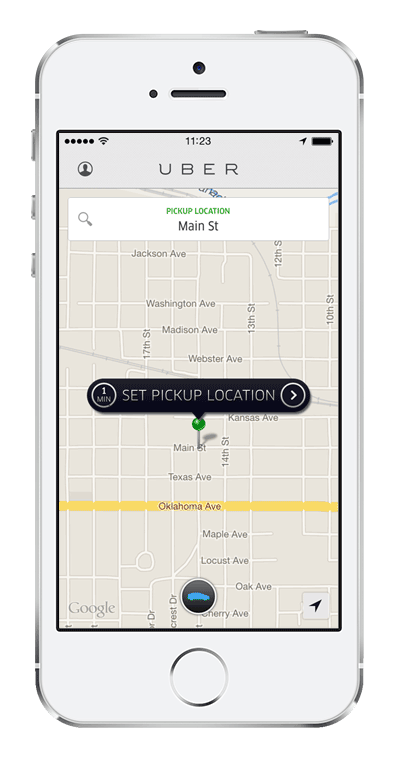 11:23
UBER
PICKUP LOCATION
Main St
Jackson Ave
12th St
10th St
Washington Ave
13th St
Madison Ave
17th St
Webster Ave
1 MIN SET PICKUP LOCATION
Kansas Ave
Main St
14th St
Texas Ave
Oklahoma Ave
Maple Ave
Locust Ave
Oak Ave
Google
Dr
crest Dr
Cherry Ave